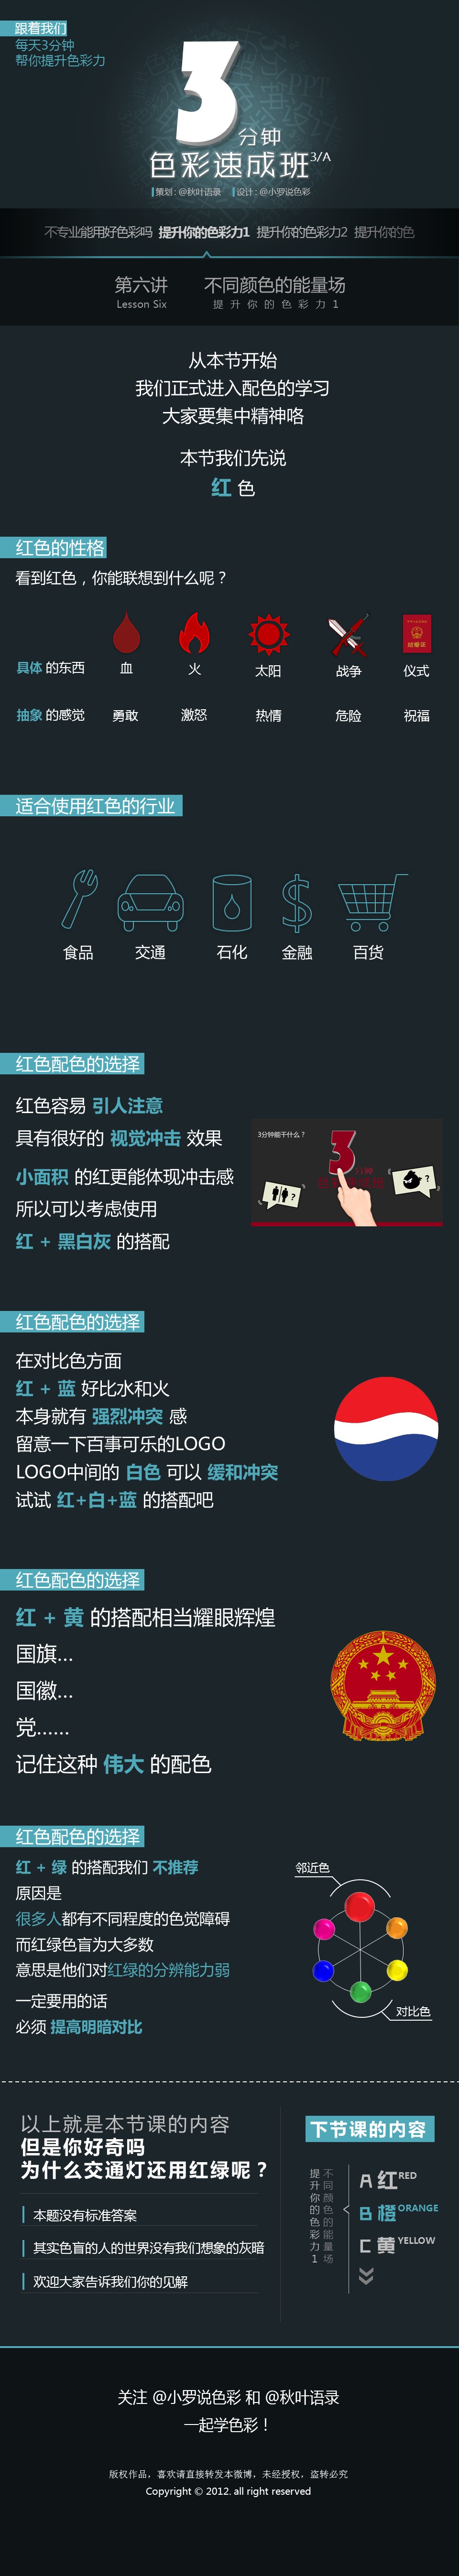 跟着我们
每天3分钟
帮你提升色彩力
3
分钟
色彩速成班3/A
策划：@秋叶语录 设计：@小罗说色彩
不专业能用好色彩吗 提升你的色彩力1 提升你的色彩力2 提升你的色
第六讲 不同颜色的能量场
Lesson Six 提升你的色彩力1
从本节开始
我们正式进入配色的学习
大家要集中精神咯
本节我们先说
红 色
红色的性格
看到红色，你能联想到什么呢？
具体 的东西 血 火 太阳 战争 仪式
抽象 的感觉 勇敢 激怒 热情 危险 祝福
适合使用红色的行业
食品 交通 石化 金融 百货
红色配色的选择
红色容易 引人注意
具有很好的 视觉冲击 效果
小面积 的红更能体现冲击感
所以可以考虑使用
红 + 黑白灰 的搭配
3分钟能干什么？
3
分钟
红色配色的选择
在对比色方面
红 + 蓝 好比水和火
本身就有 强烈冲突 感
留意一下百事可乐的LOGO
LOGO中间的 白色 可以 缓和冲突
试试 红+白+蓝 的搭配吧
红色配色的选择
红 + 黄 的搭配相当耀眼辉煌
国旗...
国徽...
党......
记住这种 伟大 的配色
红色配色的选择
红 + 绿 的搭配我们 不推荐
原因是
很多人都有不同程度的色觉障碍
而红绿色盲为大多数
意思是他们对红绿的分辨能力弱
一定要用的话
必须 提高明暗对比
邻近色
对比色
以上就是本节课的内容
但是你好奇吗
为什么交通灯还用红绿呢？
本题没有标准答案
其实色盲的人的世界没有我们想象的灰暗
欢迎大家告诉我们你的见解
下节课的内容
不同颜色的能量场
提升你的色彩力1
A 红 RED
B 橙 ORANGE
C 黄 YELLOW
关注 @小罗说色彩 和 @秋叶语录
一起学色彩！
版权作品，喜欢请直接转发本微博，未经授权，盗转必究
Copyright © 2012. all right reserved